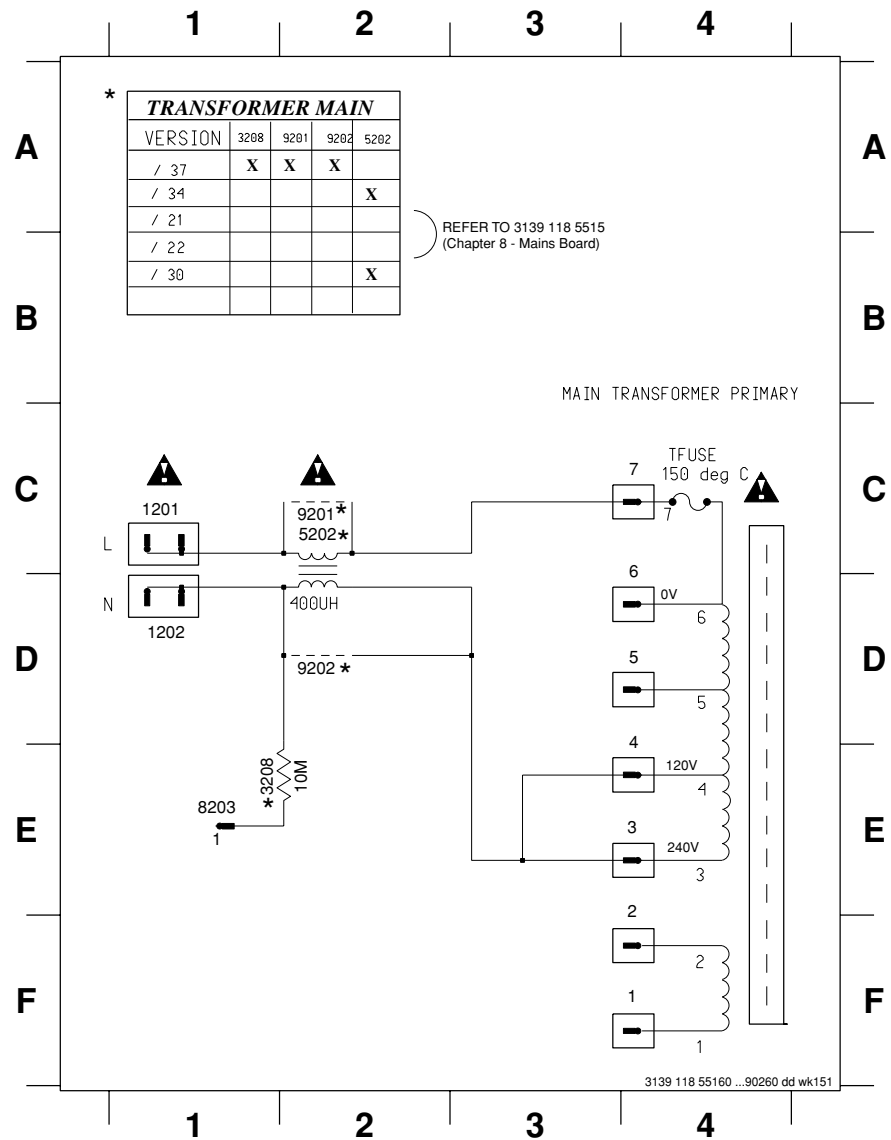 1 2 3 4
*
TRANSFORMER MAIN
VERSION 3208 9201 9202 5202
/ 37 X X X
/ 34 X
/ 21
/ 22
/ 30 X
REFER TO 3139 118 5515
(Chapter 8 - Mains Board)
A A
B B
MAIN TRANSFORMER PRIMARY
C C
1201
L
9201*
5202*
7
TFUSE
150 deg C
7
N
1202
400UH
6
0V
6
D D
9202 *
5
5
8203
1
*3208
10M
4
120V
4
E E
3
240V
3
2
2
F F
1
1
3139 118 55160 ...90260 dd wk151
1 2 3 4